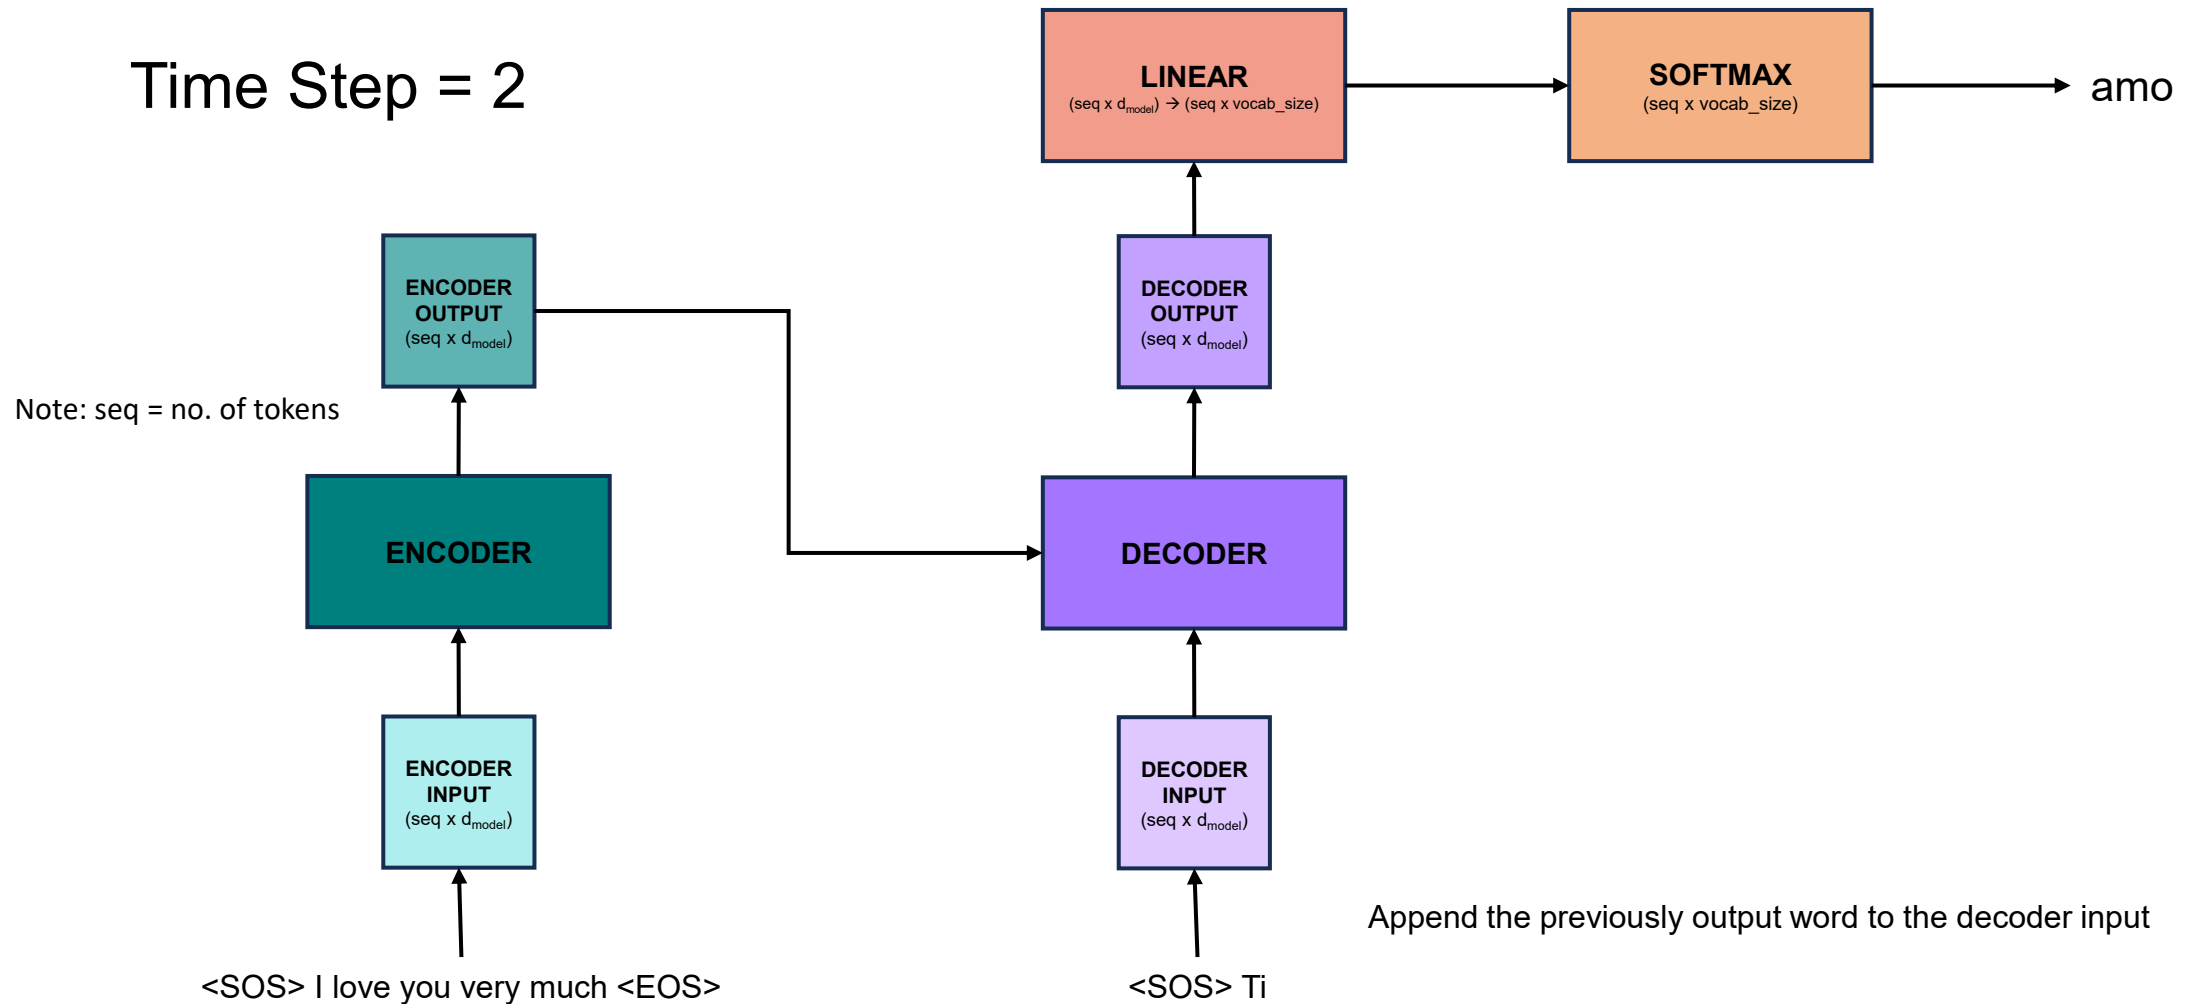 Time Step = 2
LINEAR
(seq x dmodel) → (seq x vocab_size)
SOFTMAX
(seq x vocab_size)
amo
ENCODER
OUTPUT
(seq x dmodel)
DECODER
OUTPUT
(seq x dmodel)
Note: seq = no. of tokens
ENCODER
DECODER
ENCODER
INPUT
(seq x dmodel)
DECODER
INPUT
(seq x dmodel)
Append the previously output word to the decoder input
<SOS> I love you very much <EOS>
<SOS> Ti